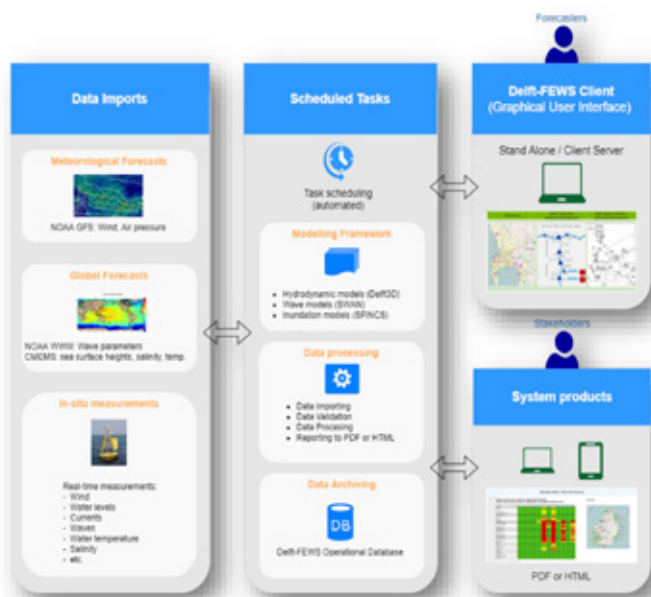 Forecasters
Data Imports
Meteorological Forecasts
NOAA GFS: Wind, Air pressure
Global Forecasts
NOAA WWIII: Wave parameters
CMEMS: sea surface heights, salinity, temp.
In-situ measurements
Real-time measurements:
- Wind
- Water levels
- Currents
- Waves
- Water temperature
- Salinity
- etc.
Scheduled Tasks
Task scheduling
(automated)
Modelling Framework
• Hydrodynamic models (Delft3D)
• Wave models (SWAN)
• Inundation models (SFINCS)
Data processing
• Data Importing
• Data Validation
• Data Procesing
• Reporting to PDF or HTML
Data Archiving
DB
Delft-FEWS Operational Database
Delft-FEWS Client
(Graphical User Interface)
Stand Alone / Client Server
Stakeholders
System products
PDF or HTML